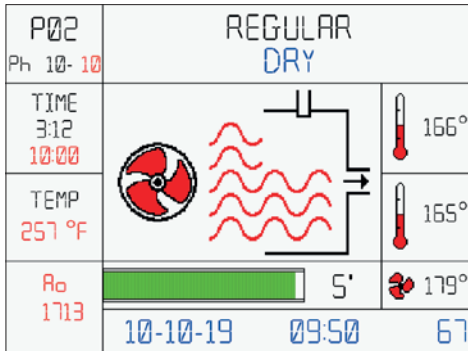 P02
Ph 10- 10
REGULAR
DRY
TIME
3:12
10:00
166°
TEMP
257 °F
165°
Ao
1713
5'
179°
10-10-19 09:50 67